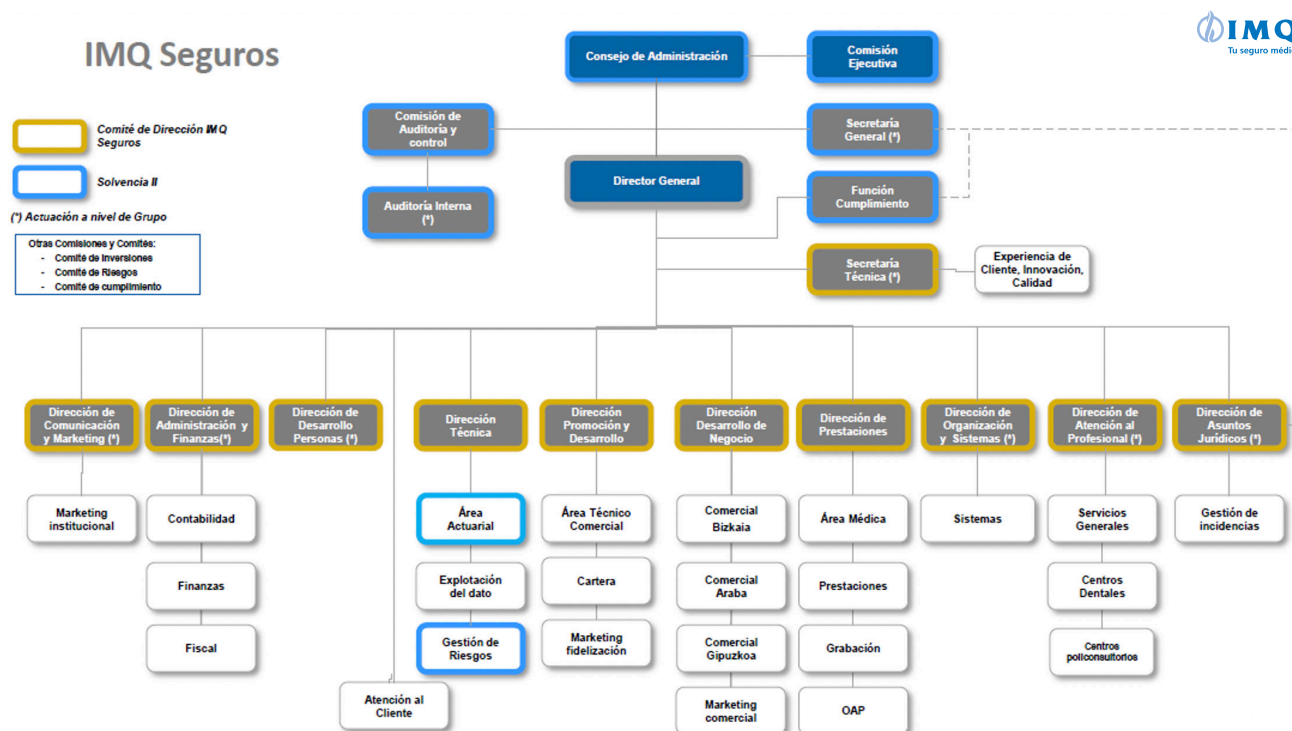 IMQ Seguros
IMQ
Tu seguro médi
Consejo de Administración
Comisión
Ejecutiva
Comité de Dirección IMQ
Seguros
Solvencia II
(*) Actuación a nivel de Grupo
Otras Comisiones y Comités:
- Comité de Inversiones
- Comité de Riesgos
- Comité de cumplimiento
Comisión de
Auditoría y
control
Secretaría
General (*)
Director General
Auditoría Interna
(*)
Función
Cumplimiento
Secretaría
Técnica (*)
Experiencia de
Cliente, Innovación,
Calidad
Dirección de
Comunicación
y Marketing (*)
Dirección de
Administración y
Finanzas(*)
Dirección de
Desarrollo
Personas (*)
Dirección
Técnica
Dirección
Promoción y
Desarrollo
Dirección
Desarrollo de
Negocio
Dirección de
Prestaciones
Dirección de
Organización
y Sistemas (*)
Dirección de
Atención al
Profesional (*)
Dirección de
Asuntos
Jurídicos (*)
Marketing
institucional
Contabilidad
Finanzas
Fiscal
Atención al
Cliente
Área
Actuarial
Explotación
del dato
Gestión de
Riesgos
Área Técnico
Comercial
Cartera
Marketing
fidelización
Comercial
Bizkaia
Comercial
Araba
Comercial
Gipuzkoa
Marketing
comercial
Área Médica
Prestaciones
Grabación
OAP
Sistemas
Servicios
Generales
Centros
Dentales
Centros
policonsultorios
Gestión de
incidencias